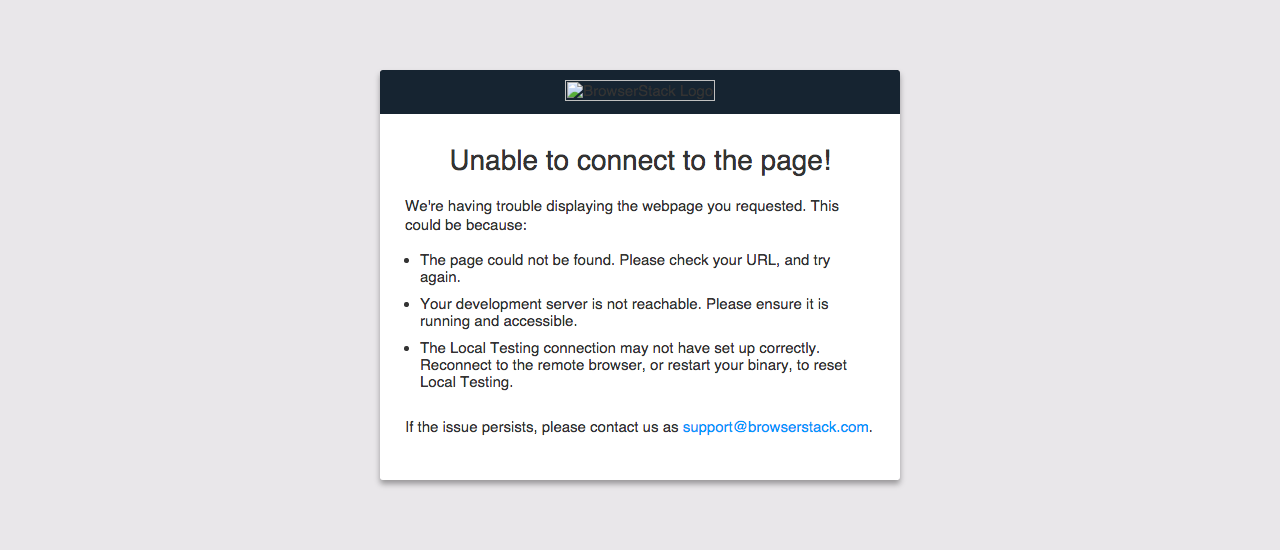 BrowserStack Logo
Unable to connect to the page!
We're having trouble displaying the webpage you requested. This
could be because:
The page could not be found. Please check your URL, and try
again.
Your development server is not reachable. Please ensure it is
running and accessible.
The Local Testing connection may not have set up correctly.
Reconnect to the remote browser, or restart your binary, to reset
Local Testing.
If the issue persists, please contact us as support@browserstack.com.